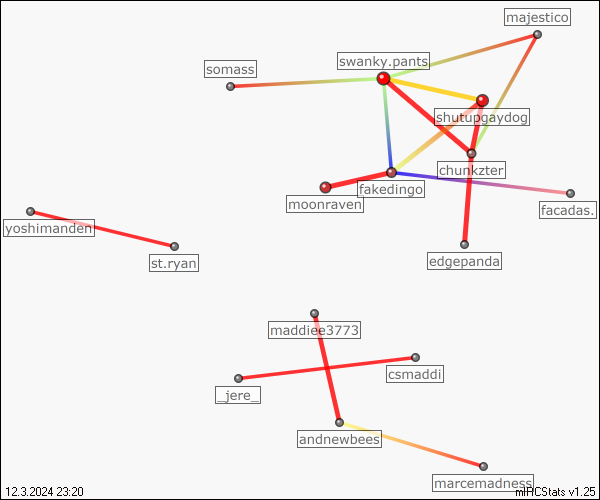 majestico
swanky.pants
somass
shutupgaydog
chunkzter
fakedingo
moonraven
facadas.
yoshimanden
st.ryan
edgepanda
maddiee3773
csmaddi
_jere_
andnewbees
marcemadness
12.3.2024 23:20
mIRCStats v1.25